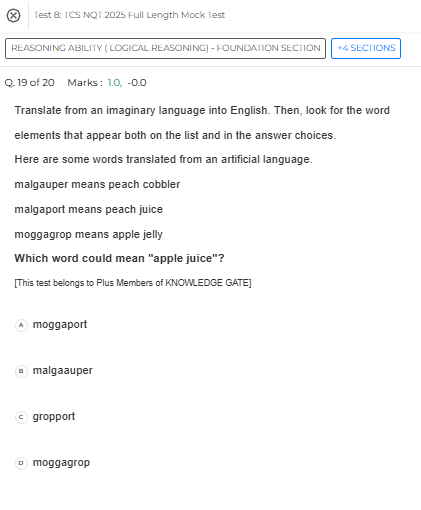 Test 8: TCS NQT 2025 Full Length Mock Test
REASONING ABILITY ( LOGICAL REASONING) - FOUNDATION SECTION +4 SECTIONS
Q. 19 of 20 Marks : 1.0, -0.0
Translate from an imaginary language into English. Then, look for the word
elements that appear both on the list and in the answer choices.
Here are some words translated from an artificial language.
malgauper means peach cobbler
malgaport means peach juice
moggagrop means apple jelly
Which word could mean "apple juice"?
[This test belongs to Plus Members of KNOWLEDGE GATE]
A moggaport
B malgaauper
C gropport
D moggagrop